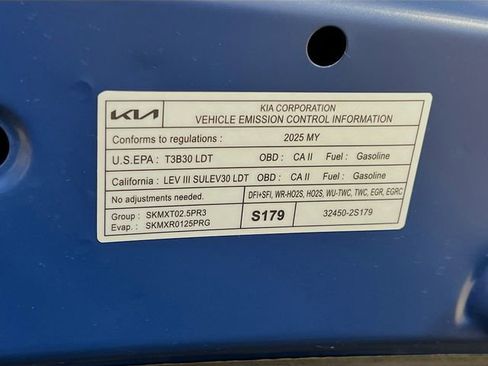 KIA KIA CORPORATION
VEHICLE EMISSION CONTROL INFORMATION
Conforms to regulations : 2025 MY
U.S.EPA : T3B30 LDT OBD : CA II Fuel : Gasoline
California : LEV III SULEV30 LDT OBD : CA II Fuel : Gasoline
No adjustments needed. DFI+SFI, WR-HO2S, HO2S, WU-TWC, TWC, EGR, EGRC
Group : SKMXT02.5PR3 S179 32450-2S179
Evap. : SKMXR0125PRG